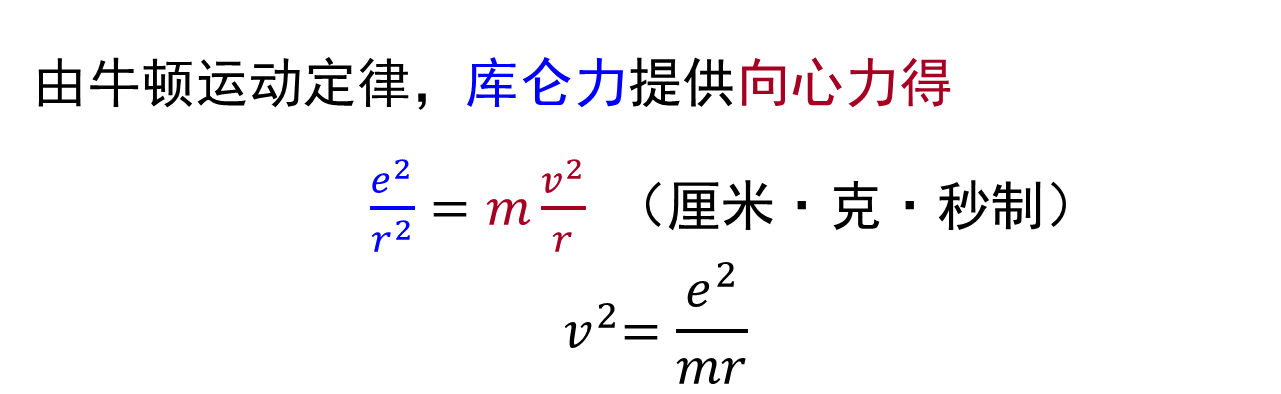 由牛顿运动定律，库仑力提供向心力得
e²/r² = m v²/r （厘米·克·秒制）
v² = e²/mr